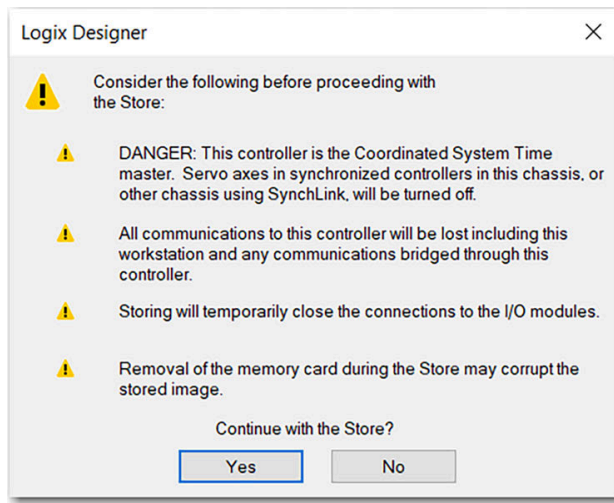 Logix Designer
Consider the following before proceeding with
the Store:
DANGER: This controller is the Coordinated System Time
master. Servo axes in synchronized controllers in this chassis, or
other chassis using SynchLink, will be turned off.
All communications to this controller will be lost including this
workstation and any communications bridged through this
controller.
Storing will temporarily close the connections to the I/O modules.
Removal of the memory card during the Store may corrupt the
stored image.
Continue with the Store?
Yes
No